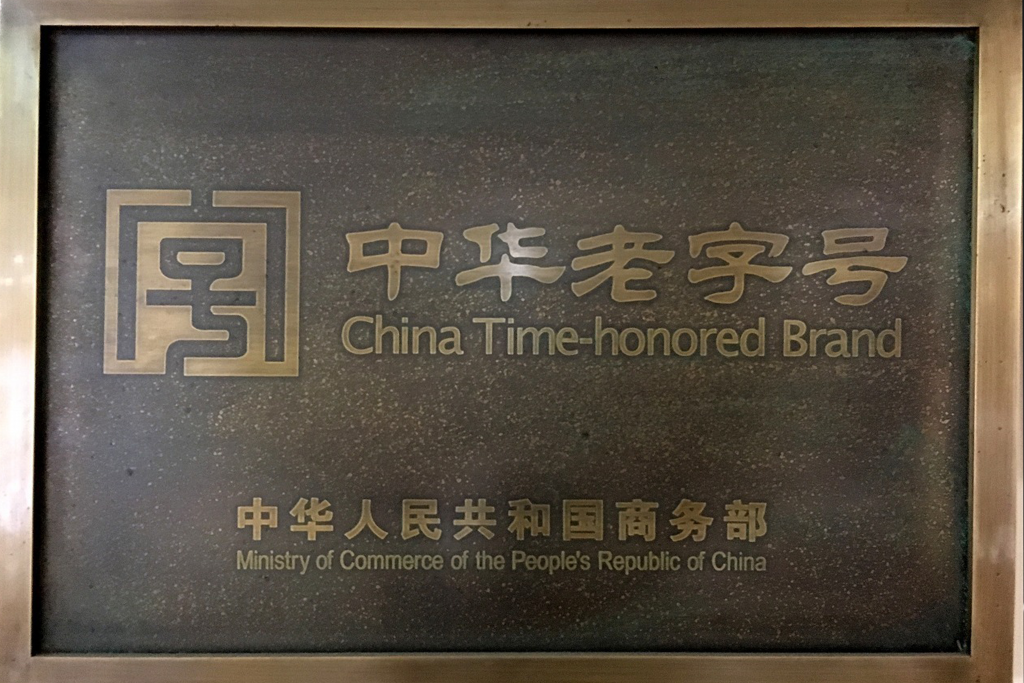 中华老字号
China Time-honored Brand
中华人民共和国商务部
Ministry of Commerce of the People's Republic of China